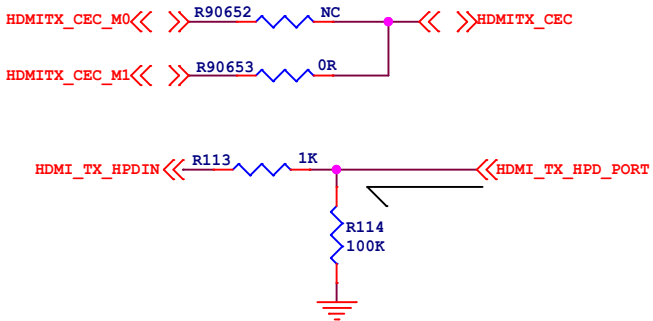 HDMITX_CEC_M0 R90652 NC HDMITX_CEC
HDMITX_CEC_M1 R90653 0R
HDMI_TX_HPDIN R113 1K HDMI_TX_HPD_PORT
R114
100K